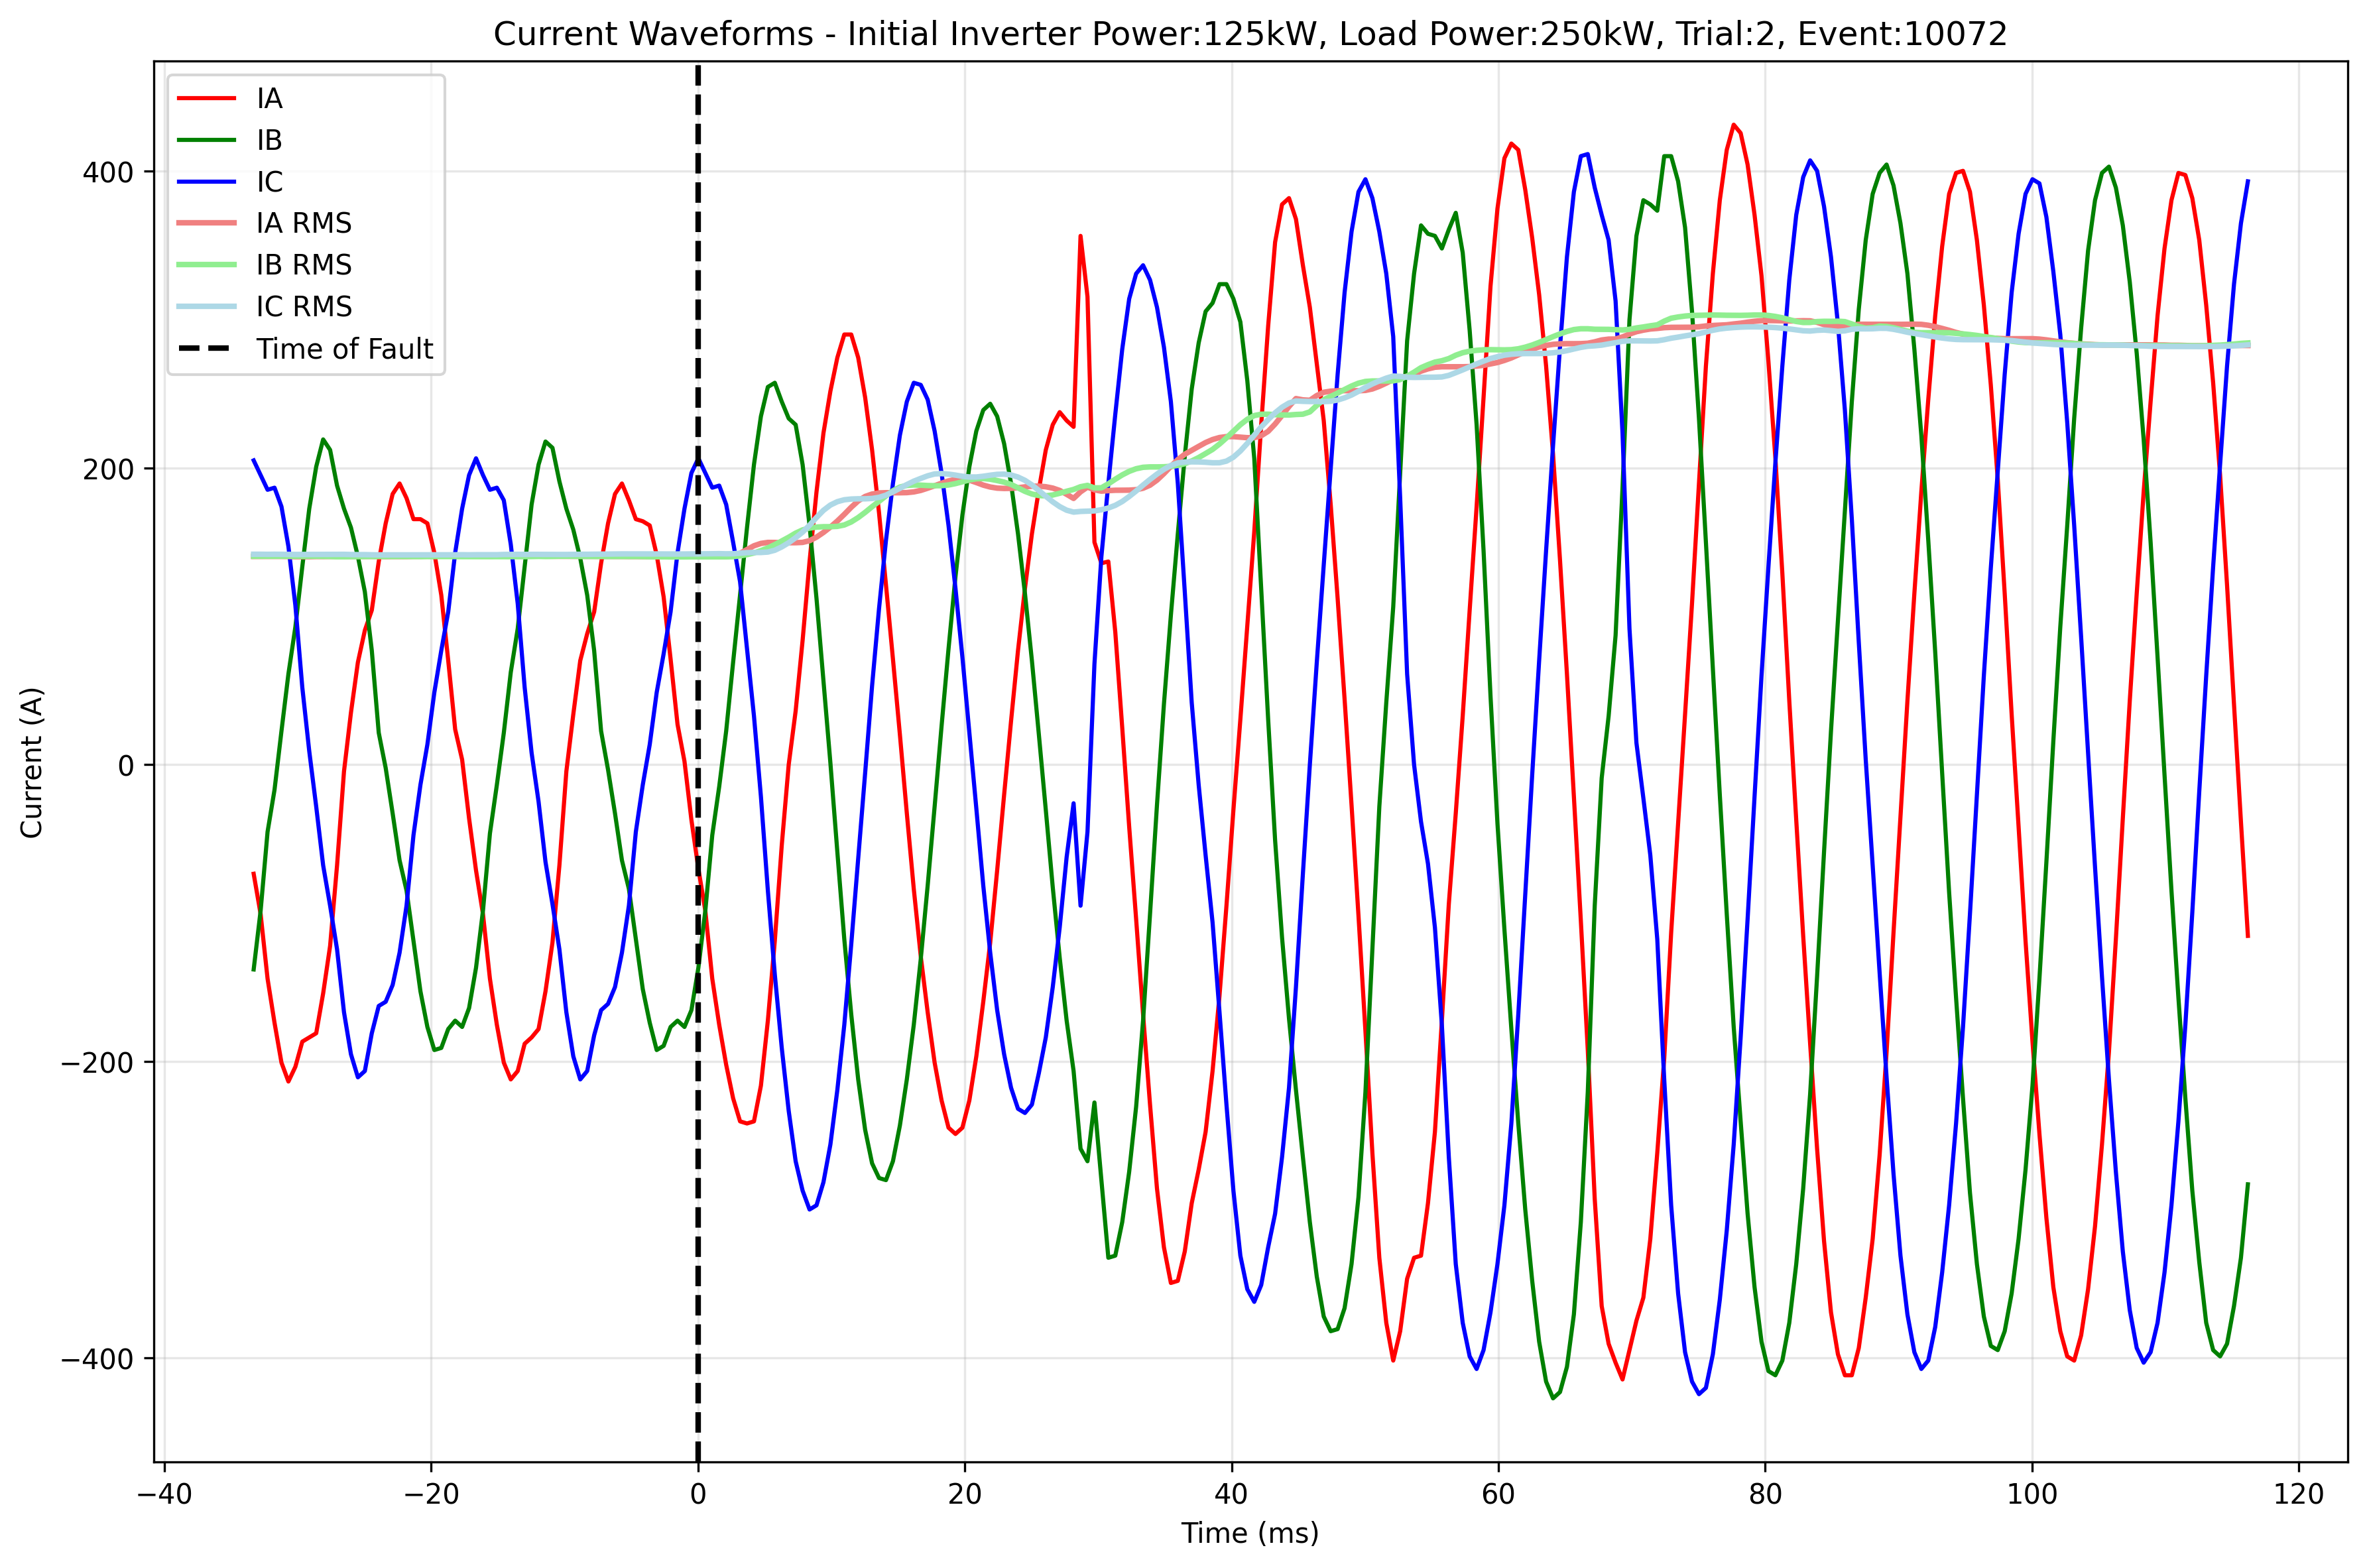 Current Waveforms - Initial Inverter Power:125kW, Load Power:250kW, Trial:2, Event:10072
IA
IB
IC
IA RMS
IB RMS
IC RMS
Time of Fault
Current (A)
400
200
0
−200
−400
−40
−20
0
20
40
60
80
100
120
Time (ms)